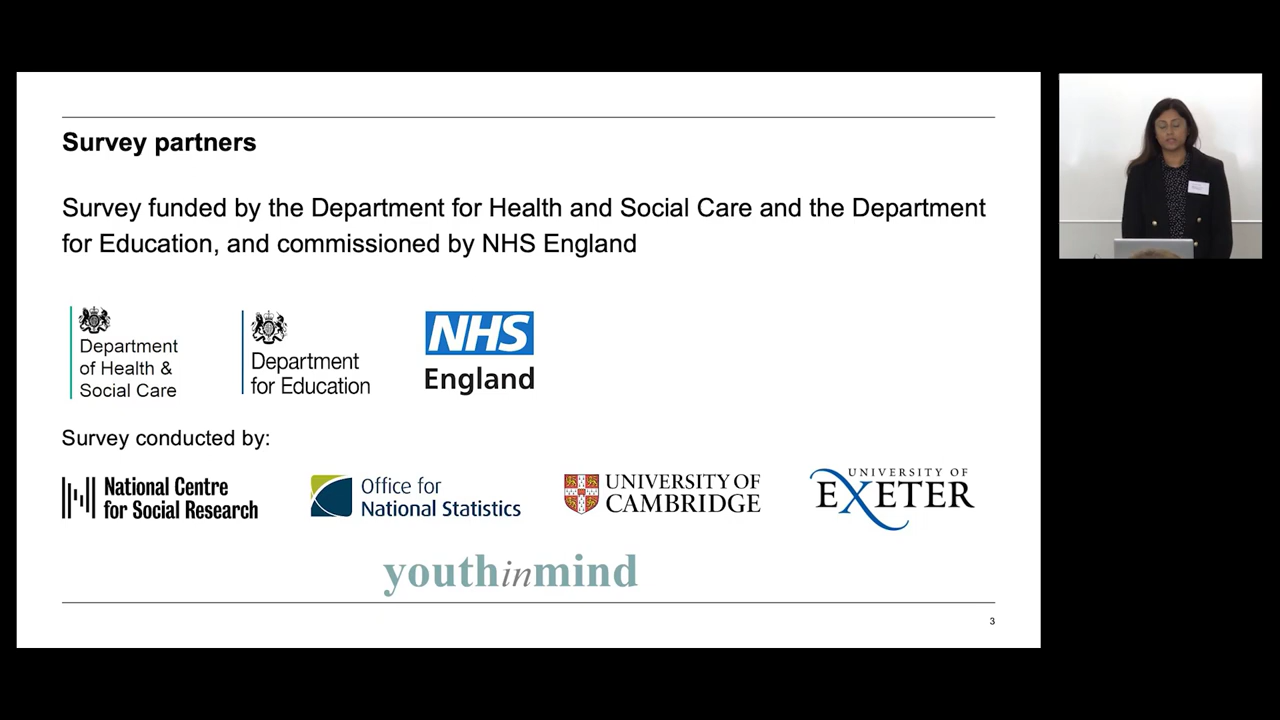 Survey partners
Survey funded by the Department for Health and Social Care and the Department
for Education, and commissioned by NHS England
Department
of Health &
Social Care
Department
for Education
NHS
England
Survey conducted by:
National Centre
for Social Research
Office for
National Statistics
UNIVERSITY OF
CAMBRIDGE
UNIVERSITY OF
EXETER
youthinmind
3